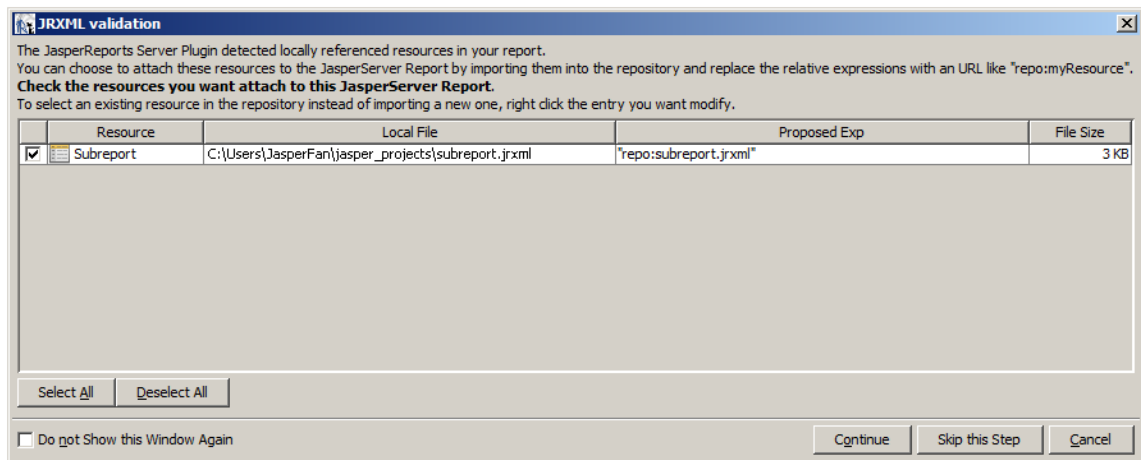 JRXML validation
The JasperReports Server Plugin detected locally referenced resources in your report.
You can choose to attach these resources to the JasperServer Report by importing them into the repository and replace the relative expressions with an URL like "repo:myResource".
Check the resources you want attach to this JasperServer Report.
To select an existing resource in the repository instead of importing a new one, right click the entry you want modify.
Resource Local File Proposed Exp File Size
Subreport C:\Users\JasperFan\jasper_projects\subreport.jrxml "repo:subreport.jrxml" 3 KB
Select All Deselect All
Do not Show this Window Again Continue Skip this Step Cancel